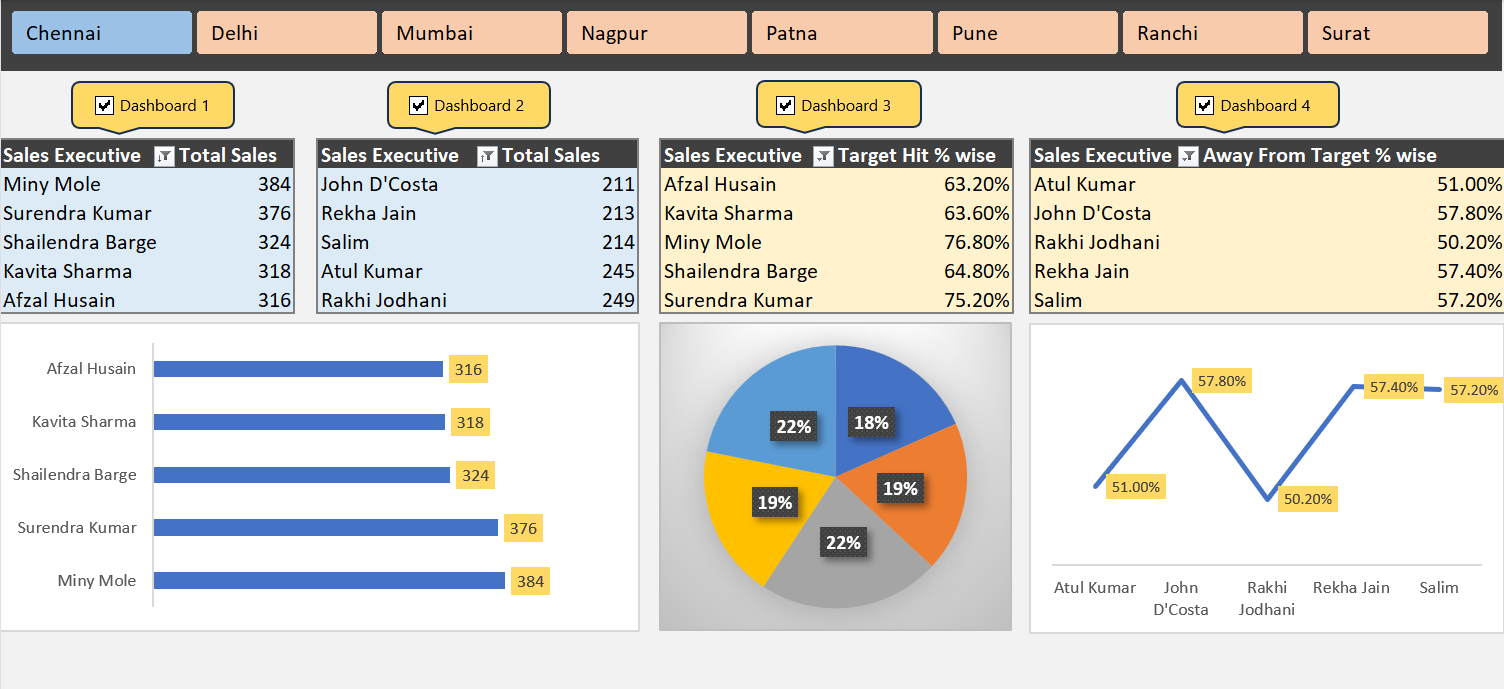 Chennai Delhi Mumbai Nagpur Patna Pune Ranchi Surat
Dashboard 1 Dashboard 2 Dashboard 3 Dashboard 4
Sales Executive Total Sales
Miny Mole 384
Surendra Kumar 376
Shailendra Barge 324
Kavita Sharma 318
Afzal Husain 316
Sales Executive Total Sales
John D'Costa 211
Rekha Jain 213
Salim 214
Atul Kumar 245
Rakhi Jodhani 249
Sales Executive Target Hit % wise
Afzal Husain 63.20%
Kavita Sharma 63.60%
Miny Mole 76.80%
Shailendra Barge 64.80%
Surendra Kumar 75.20%
Sales Executive Away From Target % wise
Atul Kumar 51.00%
John D'Costa 57.80%
Rakhi Jodhani 50.20%
Rekha Jain 57.40%
Salim 57.20%
Afzal Husain 316
Kavita Sharma 318
Shailendra Barge 324
Surendra Kumar 376
Miny Mole 384
22% 18%
19% 19%
22%
57.80% 57.40% 57.20%
51.00% 50.20%
Atul Kumar John Rakhi Rekha Jain Salim
D'Costa Jodhani